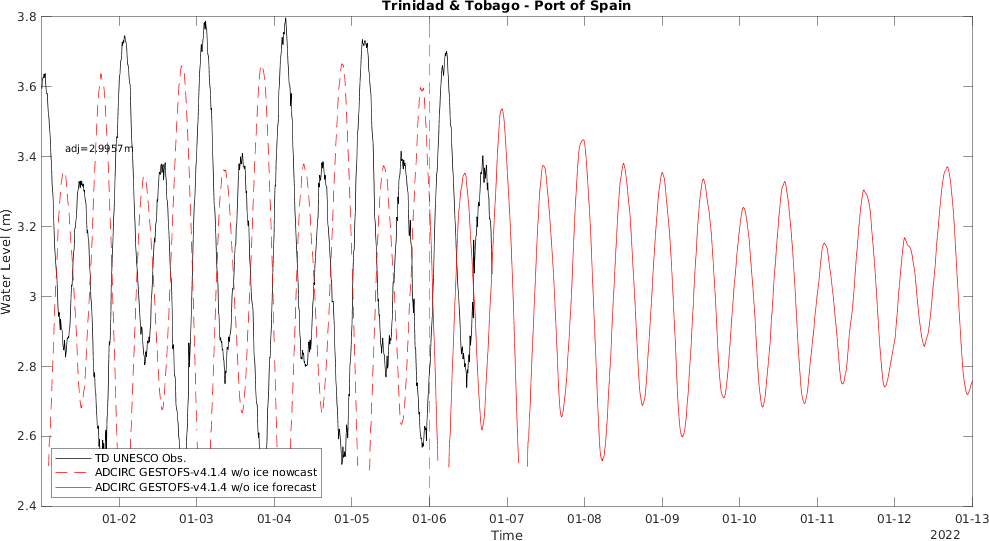 Trinidad & Tobago - Port of Spain
3.8
3.6
3.4
3.2
3
2.8
2.6
2.4
Water Level (m)
adj=2.9957m
TD UNESCO Obs.
ADCIRC GESTOFS-v4.1.4 w/o ice nowcast
ADCIRC GESTOFS-v4.1.4 w/o ice forecast
01-02 01-03 01-04 01-05 01-06 01-07 01-08 01-09 01-10 01-11 01-12 01-13
Time
2022